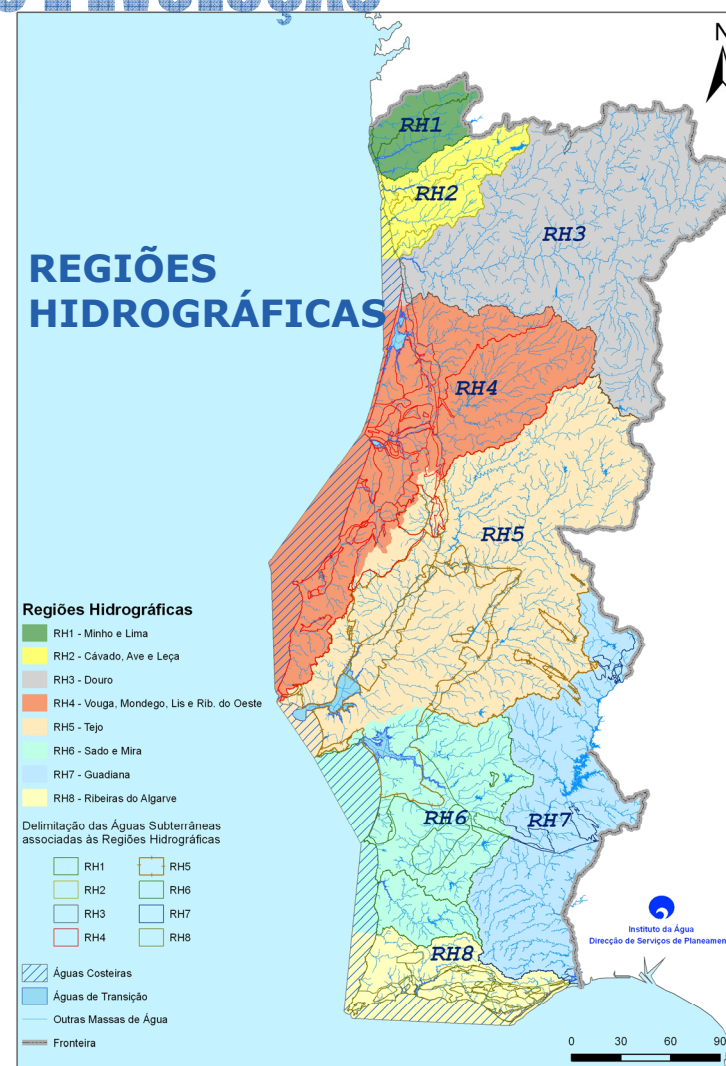 N
RH1
RH2
RH3
REGIÕES
HIDROGRÁFICAS
RH4
RH5
Regiões Hidrográficas
RH1 - Minho e Lima
RH2 - Cávado, Ave e Leça
RH3 - Douro
RH4 - Vouga, Mondego, Lis e Rib. do Oeste
RH5 - Tejo
RH6 - Sado e Mira
RH7 - Guadiana
RH8 - Ribeiras do Algarve
RH6
RH7
RH8
Delimitação das Águas Subterrâneas
associadas às Regiões Hidrográficas
RH1 RH5
RH2 RH6
RH3 RH7
RH4 RH8
Águas Costeiras
Águas de Transição
Outras Massas de Água
Fronteira
Instituto da Água
Direcção de Serviços de Planeamen
0 30 60 90